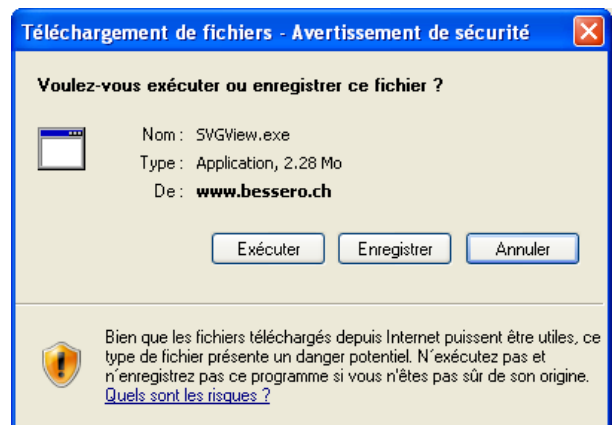 Téléchargement de fichiers - Avertissement de sécurité
Voulez-vous exécuter ou enregistrer ce fichier ?
Nom : SVGView.exe
Type : Application, 2.28 Mo
De : www.bessero.ch
Exécuter Enregistrer Annuler
Bien que les fichiers téléchargés depuis Internet puissent être utiles, ce
type de fichier présente un danger potentiel. N´exécutez pas et
n´enregistrez pas ce programme si vous n'êtes pas sûr de son origine.
Quels sont les risques ?